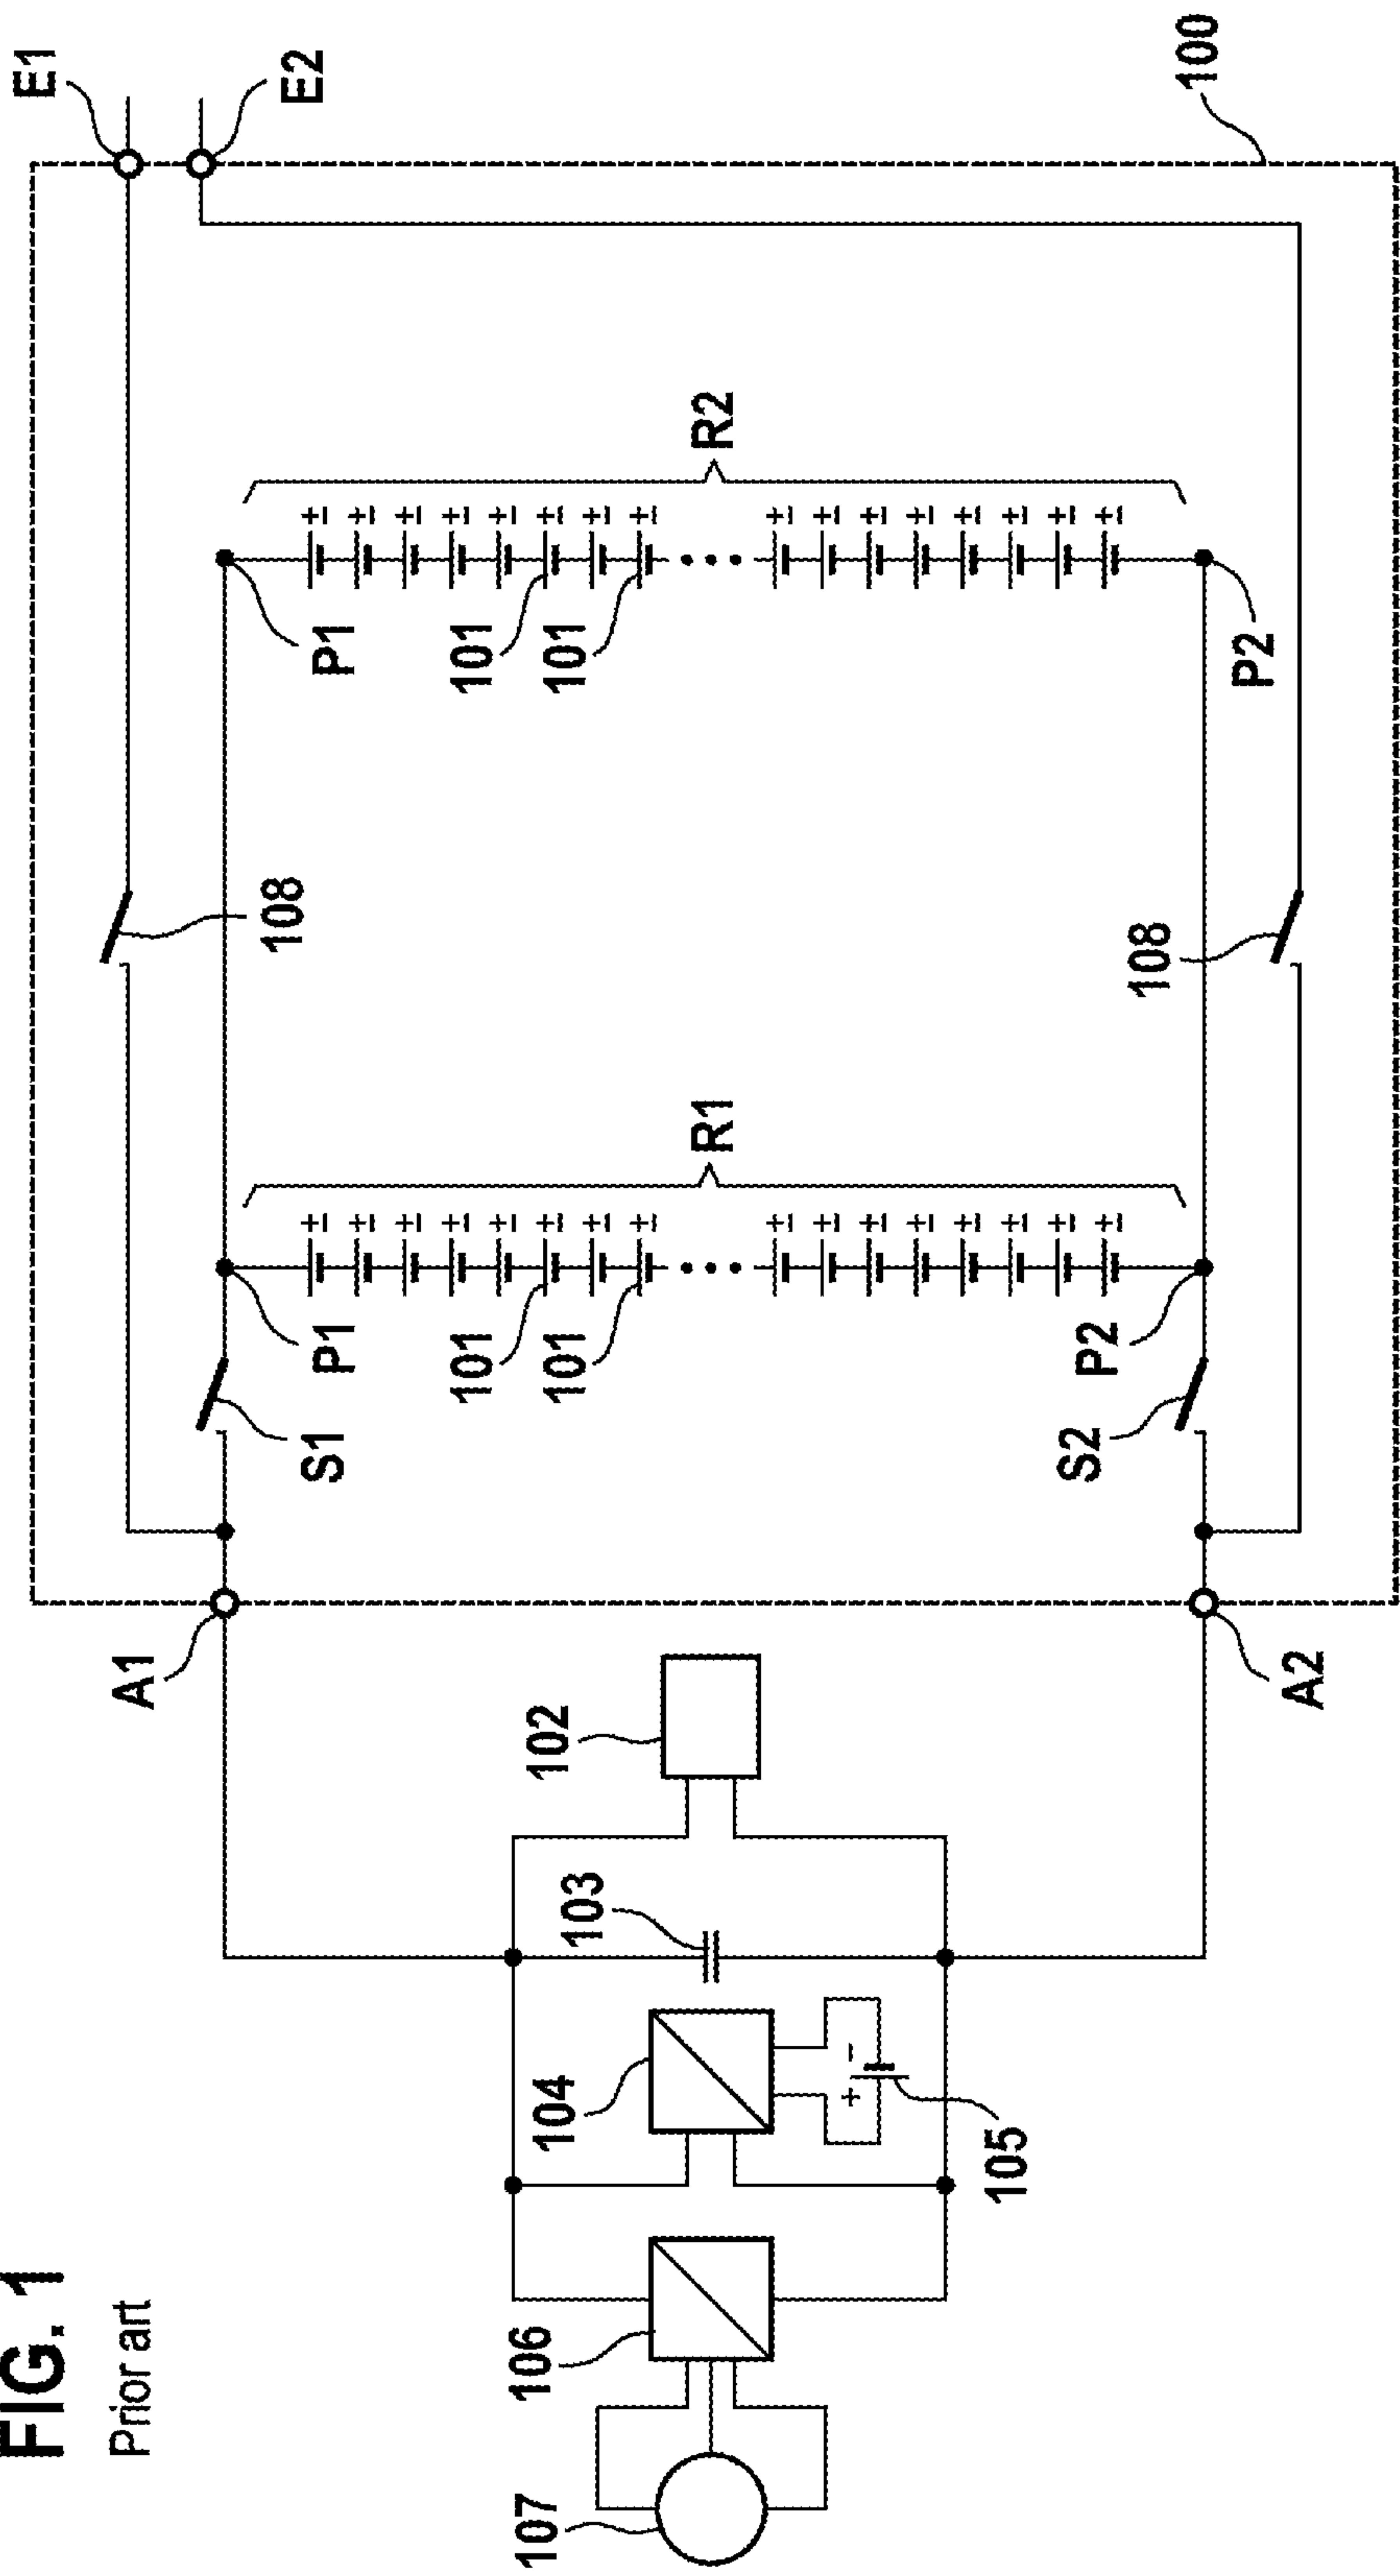 FIG. 1
Prior art
E1
E2
100
108
R1
R2
P1
P1
101
101
101
101
S1
A1
102
103
104
105
106
107
+ -
108
P2
P2
S2
A2